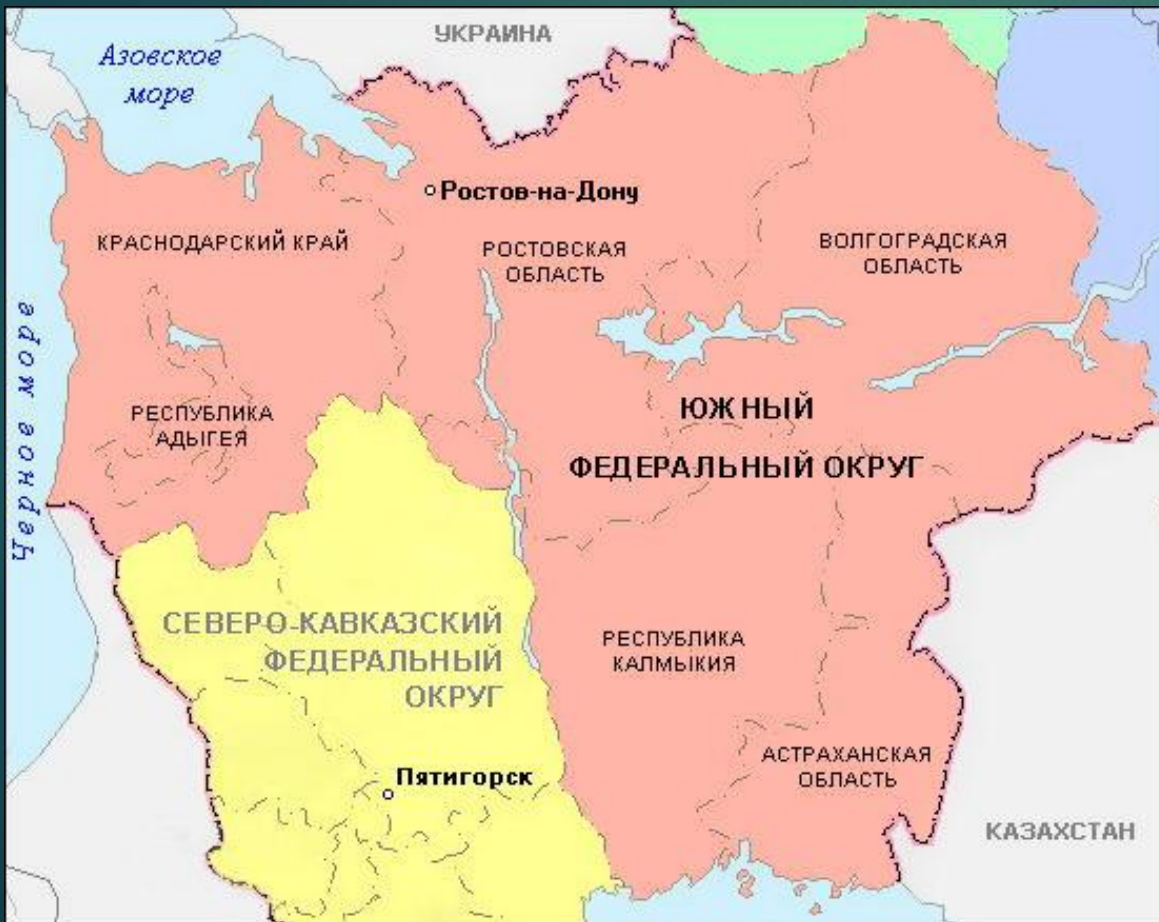 УКРАИНА
Азовское
море
Ростов-на-Дону
КРАСНОДАРСКИЙ КРАЙ
РОСТОВСКАЯ
ОБЛАСТЬ
ВОЛГОГРАДСКАЯ
ОБЛАСТЬ
Черное море
РЕСПУБЛИКА
АДЫГЕЯ
ЮЖНЫЙ
ФЕДЕРАЛЬНЫЙ ОКРУГ
СЕВЕРО-КАВКАЗСКИЙ
ФЕДЕРАЛЬНЫЙ
ОКРУГ
РЕСПУБЛИКА
КАЛМЫКИЯ
АСТРАХАНСКАЯ
ОБЛАСТЬ
Пятигорск
КАЗАХСТАН